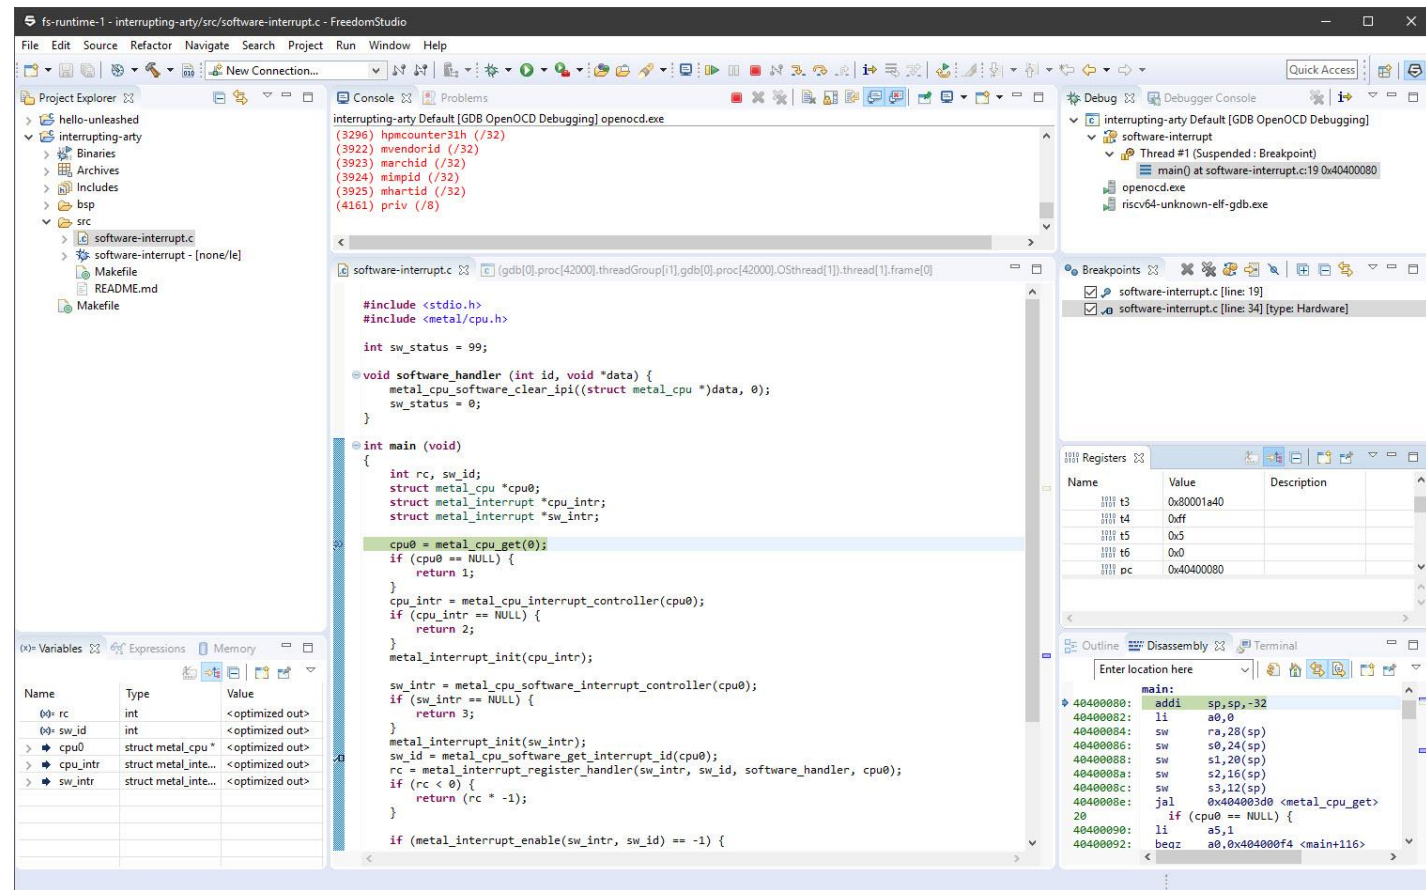 fs-runtime-1 - interrupting-arty/src/software-interrupt.c - FreedomStudio
File Edit Source Refactor Navigate Search Project Run Window Help
New Connection...
Quick Access
Project Explorer
hello-unleashed
interrupting-arty
Binaries
Archives
Includes
bsp
src
software-interrupt.c
software-interrupt - [none/le]
Makefile
README.md
Makefile
Console Problems
interrupting-arty Default [GDB OpenOCD Debugging] openocd.exe
(3296) hpmcounter31h (/32)
(3922) mvendorid (/32)
(3923) marchid (/32)
(3924) mimpid (/32)
(3925) mhartid (/32)
(4161) priv (/8)
software-interrupt.c (gdb[0].proc[42000].threadGroup[i1],gdb[0].proc[42000].OSthread[1]).thread[1].frame[0]
#include <stdio.h>
#include <metal/cpu.h>
int sw_status = 99;
void software_handler (int id, void *data) {
metal_cpu_software_clear_ipi((struct metal_cpu *)data, 0);
sw_status = 0;
}
int main (void)
{
int rc, sw_id;
struct metal_cpu *cpu0;
struct metal_interrupt *cpu_intr;
struct metal_interrupt *sw_intr;
cpu0 = metal_cpu_get(0);
if (cpu0 == NULL) {
return 1;
}
cpu_intr = metal_cpu_interrupt_controller(cpu0);
if (cpu_intr == NULL) {
return 2;
}
metal_interrupt_init(cpu_intr);
sw_intr = metal_cpu_software_interrupt_controller(cpu0);
if (sw_intr == NULL) {
return 3;
}
metal_interrupt_init(sw_intr);
sw_id = metal_cpu_software_get_interrupt_id(cpu0);
rc = metal_interrupt_register_handler(sw_intr, sw_id, software_handler, cpu0);
if (rc < 0) {
return (rc * -1);
}
if (metal_interrupt_enable(sw_intr, sw_id) == -1) {
Debug Debugger Console
interrupting-arty Default [GDB OpenOCD Debugging]
software-interrupt
Thread #1 (Suspended : Breakpoint)
main() at software-interrupt.c:19 0x40400080
openocd.exe
riscv64-unknown-elf-gdb.exe
Breakpoints
software-interrupt.c [line: 19]
software-interrupt.c [line: 34] [type: Hardware]
Registers
Name Value Description
t3 0x80001a40
t4 0xff
t5 0x5
t6 0x0
pc 0x40400080
(x)= Variables Expressions Memory
Name Type Value
(x)= rc int <optimized out>
(x)= sw_id int <optimized out>
cpu0 struct metal_cpu * <optimized out>
cpu_intr struct metal_inte... <optimized out>
sw_intr struct metal_inte... <optimized out>
Outline Disassembly Terminal
Enter location here
main:
40400080: addi sp,sp,-32
40400082: li a0,0
40400084: sw ra,28(sp)
40400086: sw s0,24(sp)
40400088: sw s1,20(sp)
4040008a: sw s2,16(sp)
4040008c: sw s3,12(sp)
4040008e: jal 0x404003d0 <metal_cpu_get>
20 if (cpu0 == NULL) {
40400090: li a5,1
40400092: beqz a0,0x404000f4 <main+116>